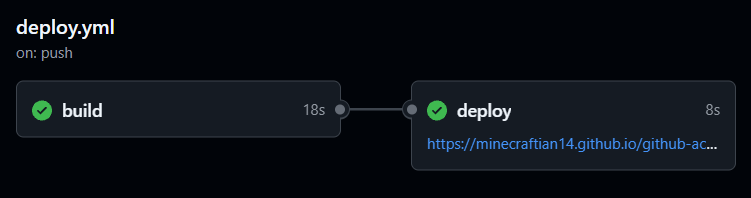 deploy.yml
on: push
build 18s
deploy 8s
https://minecraftian14.github.io/github-ac...